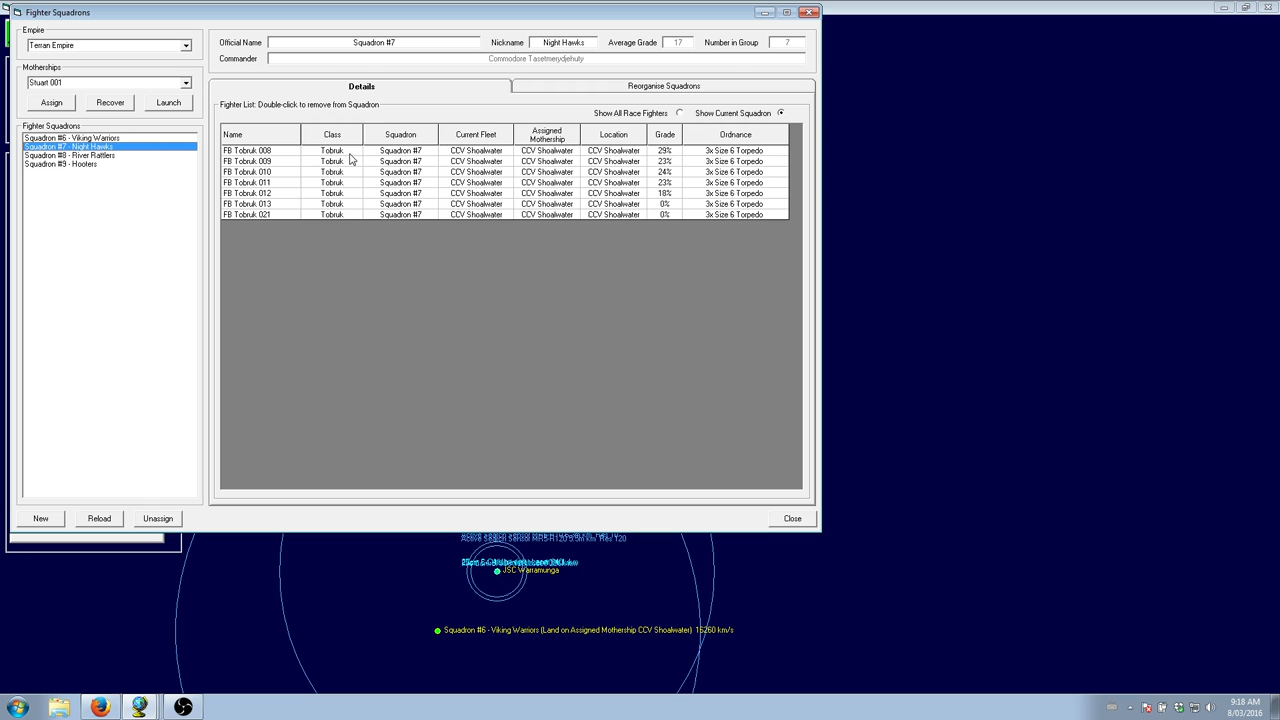 Fighter Squadrons
Empire
Terran Empire
Official Name Squadron #7 Nickname Night Hawks Average Grade 17 Number in Group 7
Commander Commodore Tasetmerydjehuty
Motherships
Stuart 001
Assign Recover Launch
Details Reorganise Squadrons
Fighter List: Double-click to remove from Squadron
Show All Race Fighters Show Current Squadron
Fighter Squadrons
Squadron #6 - Viking Warriors
Squadron #7 - Night Hawks
Squadron #8 - River Rattlers
Squadron #9 - Hooters
Name Class Squadron Current Fleet Assigned Mothership Location Grade Ordnance
FB Tobruk 008 Tobruk Squadron #7 CCV Shoalwater CCV Shoalwater CCV Shoalwater 29% 3x Size 6 Torpedo
FB Tobruk 009 Tobruk Squadron #7 CCV Shoalwater CCV Shoalwater CCV Shoalwater 23% 3x Size 6 Torpedo
FB Tobruk 010 Tobruk Squadron #7 CCV Shoalwater CCV Shoalwater CCV Shoalwater 24% 3x Size 6 Torpedo
FB Tobruk 011 Tobruk Squadron #7 CCV Shoalwater CCV Shoalwater CCV Shoalwater 23% 3x Size 6 Torpedo
FB Tobruk 012 Tobruk Squadron #7 CCV Shoalwater CCV Shoalwater CCV Shoalwater 18% 3x Size 6 Torpedo
FB Tobruk 013 Tobruk Squadron #7 CCV Shoalwater CCV Shoalwater CCV Shoalwater 0% 3x Size 6 Torpedo
FB Tobruk 021 Tobruk Squadron #7 CCV Shoalwater CCV Shoalwater CCV Shoalwater 0% 3x Size 6 Torpedo
New Reload Unassign Close
JSC Warramunga
Squadron #6 - Viking Warriors (Land on Assigned Mothership CCV Shoalwater) 16260 km/s
9:18 AM
8/03/2016